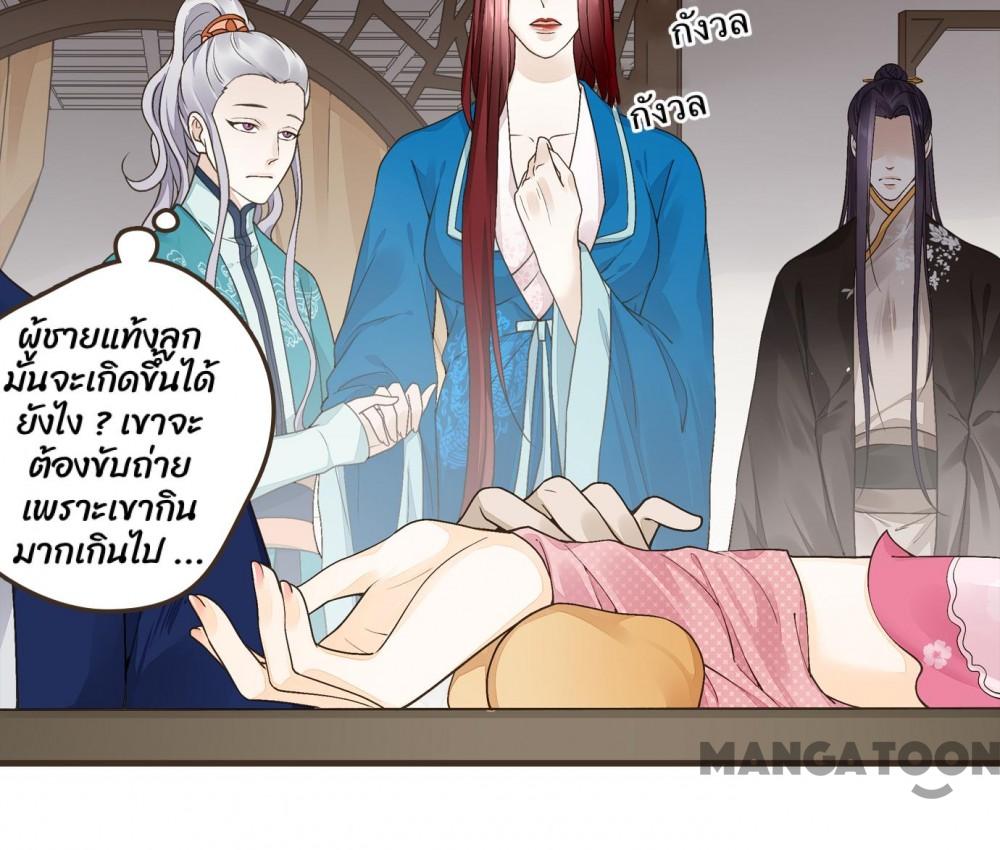 กังวล
กังวล
ผู้ชายแท้งลูก
มันจะเกิดขึ้นได้
ยังไง ? เขาจะ
ต้องขับถ่าย
เพราะเขากิน
มากเกินไป ...
MANGATOON